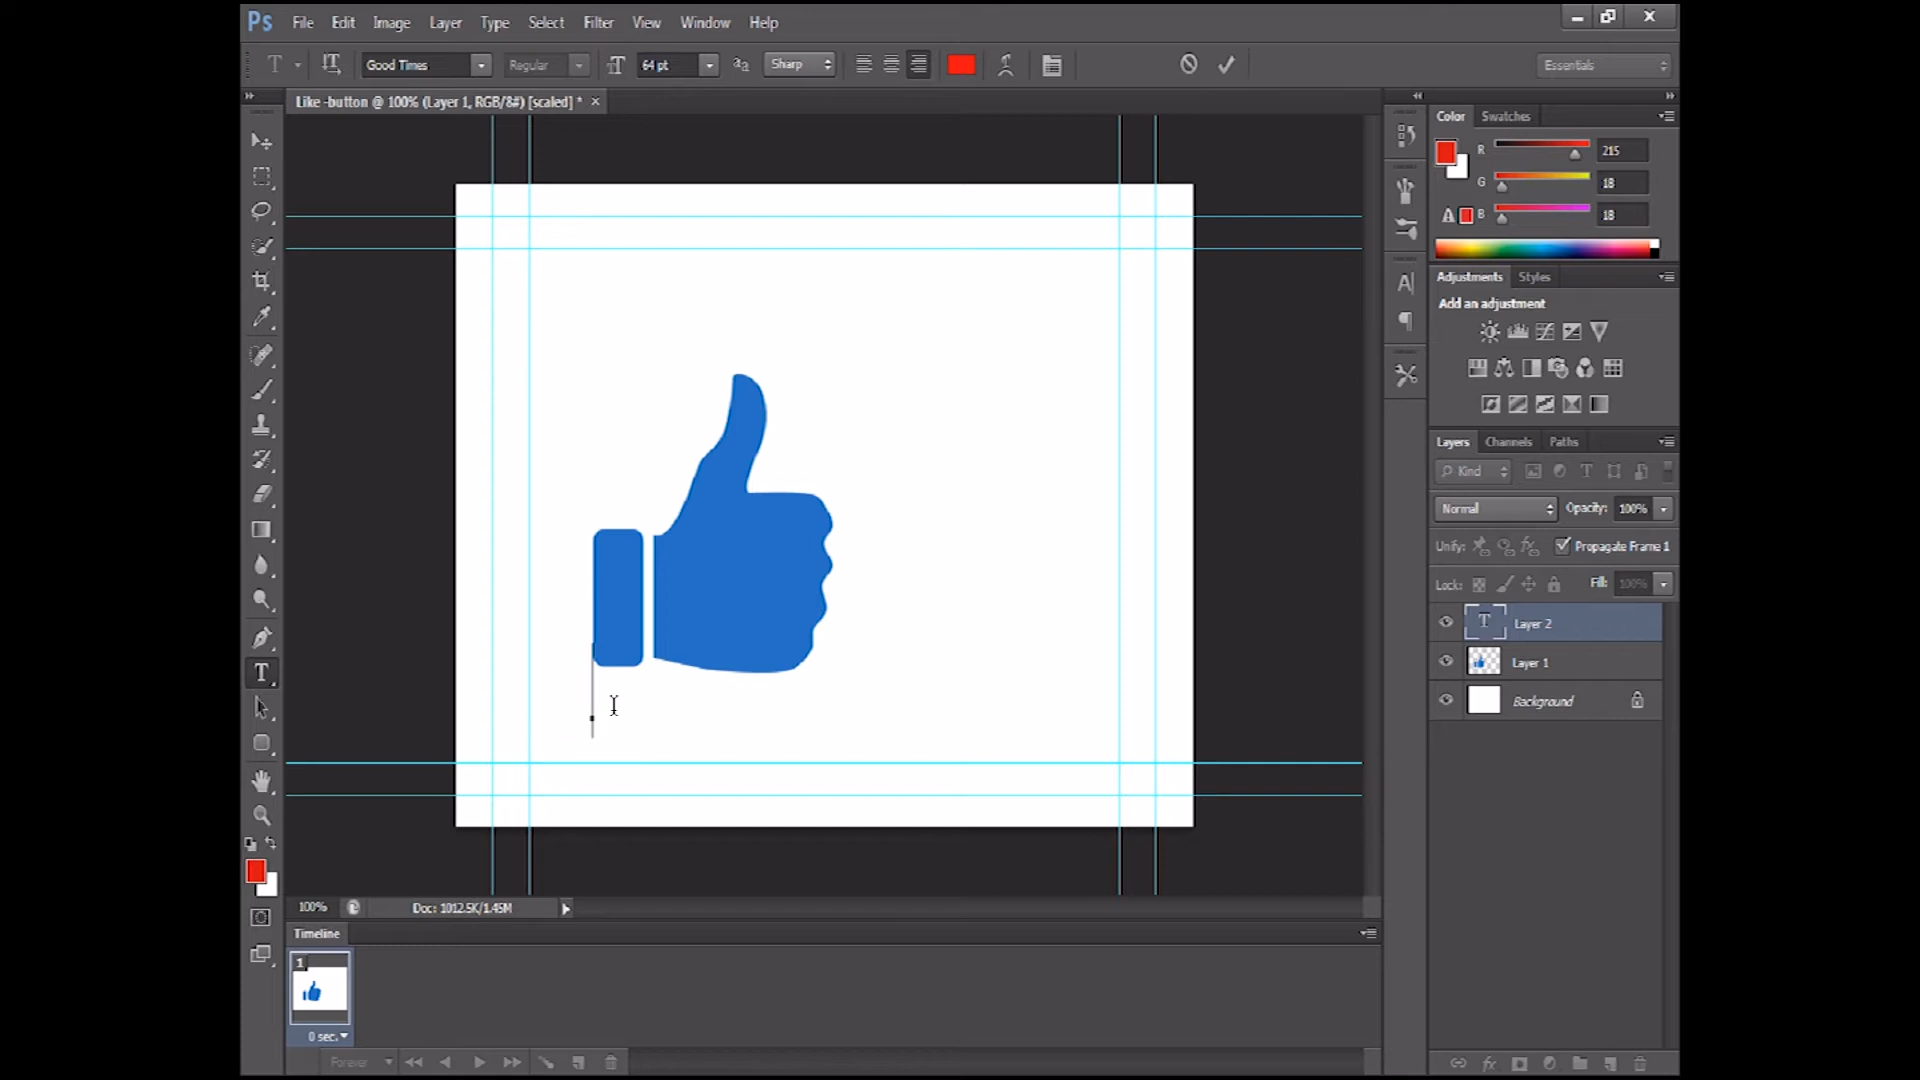 Ps File Edit Image Layer Type Select Filter View Window Help
T Good Times Regular 64 pt Sharp Essentials
Like -button @ 100% (Layer 1, RGB/8#) [scaled] * ×
Color Swatches
R 215
G 18
B 18
Adjustments Styles
Add an adjustment
Layers Channels Paths
Kind
Normal Opacity: 100%
Unify: Propagate Frame 1
Lock: Fill: 100%
T Layer 2
Layer 1
Background
100% Doc: 1012.5K/1.45M
Timeline
1
0 sec.
Forever